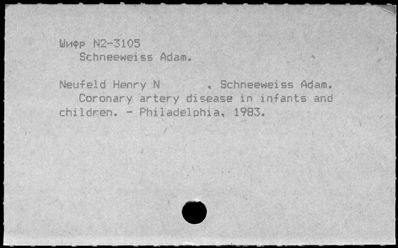 Шифр N2-3105
Schneeweiss Adam.
Neufeld Henry N , Schneeweiss Adam.
Coronary artery disease in infants and
children. - Philadelphia, 1983.